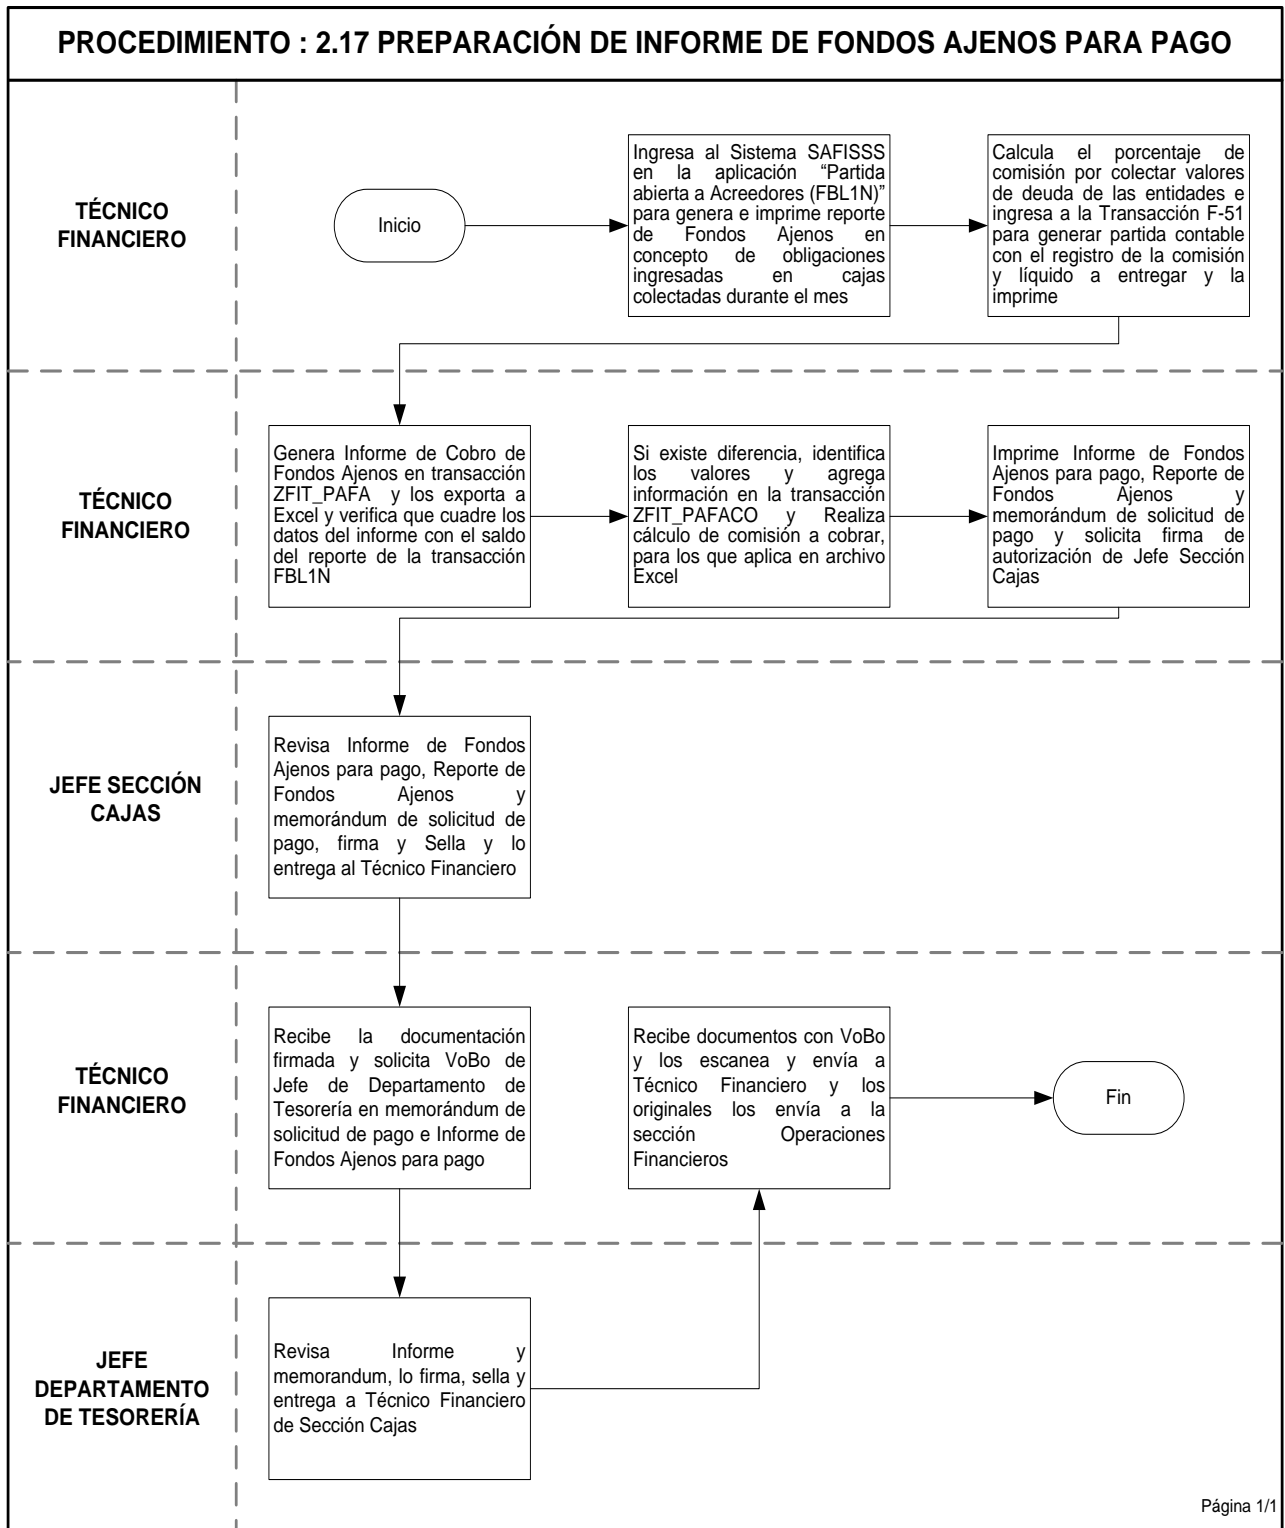 PROCEDIMIENTO : 2.17 PREPARACIÓN DE INFORME DE FONDOS AJENOS PARA PAGO
TÉCNICO
FINANCIERO
Inicio
Ingresa al Sistema SAFISSS
en la aplicación “Partida
abierta a Acreedores (FBL1N)”
para genera e imprime reporte
de Fondos Ajenos en
concepto de obligaciones
ingresadas en cajas
colectadas durante el mes
Calcula el porcentaje de
comisión por colectar valores
de deuda de las entidades e
ingresa a la Transacción F-51
para generar partida contable
con el registro de la comisión
y líquido a entregar y la
imprime
TÉCNICO
FINANCIERO
Genera Informe de Cobro de
Fondos Ajenos en transacción
ZFIT_PAFA y los exporta a
Excel y verifica que cuadre los
datos del informe con el saldo
del reporte de la transacción
FBL1N
Si existe diferencia, identifica
los valores y agrega
información en la transacción
ZFIT_PAFACO y Realiza
cálculo de comisión a cobrar,
para los que aplica en archivo
Excel
Imprime Informe de Fondos
Ajenos para pago, Reporte de
Fondos Ajenos y
memorándum de solicitud de
pago y solicita firma de
autorización de Jefe Sección
Cajas
JEFE SECCIÓN
CAJAS
Revisa Informe de Fondos
Ajenos para pago, Reporte de
Fondos Ajenos y
memorándum de solicitud de
pago, firma y Sella y lo
entrega al Técnico Financiero
TÉCNICO
FINANCIERO
Recibe la documentación
firmada y solicita VoBo de
Jefe de Departamento de
Tesorería en memorándum de
solicitud de pago e Informe de
Fondos Ajenos para pago
Recibe documentos con VoBo
y los escanea y envía a
Técnico Financiero y los
originales los envía a la
sección Operaciones
Financieros
Fin
JEFE
DEPARTAMENTO
DE TESORERÍA
Revisa Informe y
memorandum, lo firma, sella y
entrega a Técnico Financiero
de Sección Cajas
Página 1/1